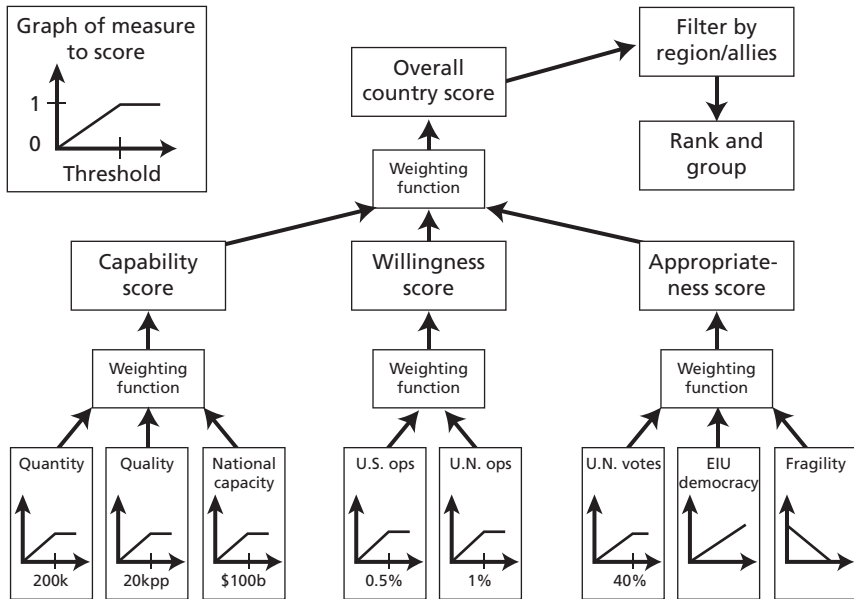 Graph of measure
to score
1
0
Threshold
Overall
country score
Filter by
region/allies
Rank and
group
Weighting
function
Capability
score
Willingness
score
Appropriate-
ness score
Weighting
function
Weighting
function
Weighting
function
Quantity
200k
Quality
20kpp
National
capacity
$100b
U.S. ops
0.5%
U.N. ops
1%
U.N. votes
40%
EIU
democracy
Fragility